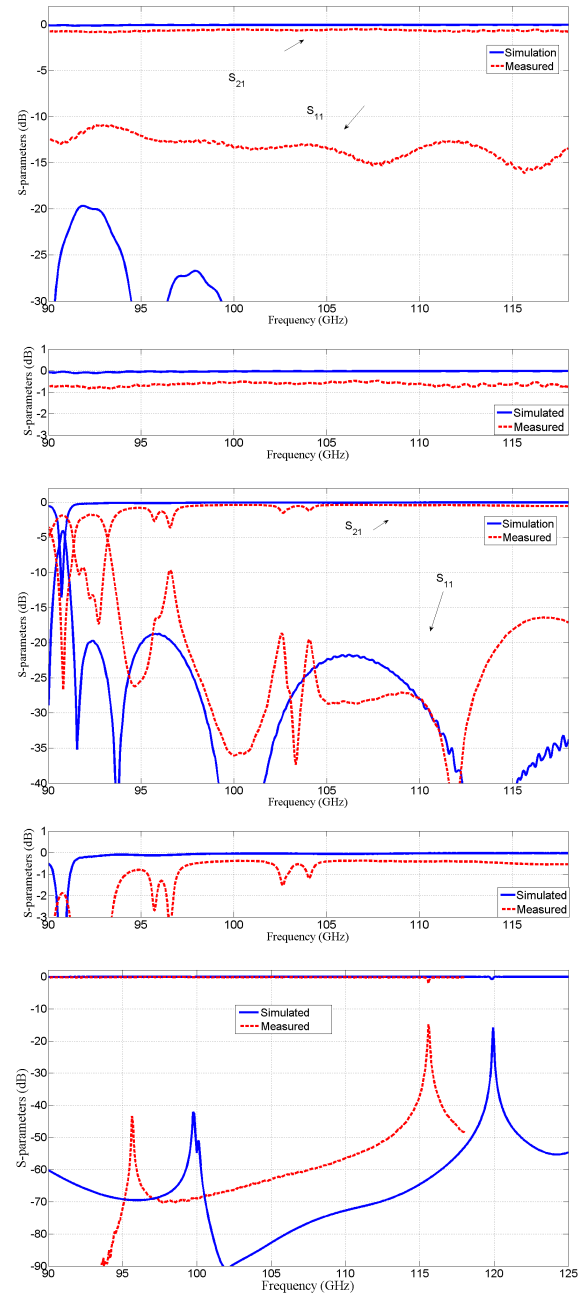 0
-5
-10
-15
-20
-25
-30
S-parameters (dB)
S21
S11
Simulation
Measured
90 95 100 105 110 115
Frequency (GHz)
1
0
-1
-2
-3
S-parameters (dB)
Simulated
Measured
90 95 100 105 110 115
Frequency (GHz)
0
-5
-10
-15
-20
-25
-30
-35
-40
S-parameters (dB)
S21
S11
Simulation
Measured
90 95 100 105 110 115
Frequency (GHz)
1
0
-1
-2
-3
S-parameters (dB)
Simulated
Measured
90 95 100 105 110 115
Frequency (GHz)
0
-10
-20
-30
-40
-50
-60
-70
-80
-90
S-parameters (dB)
Simulated
Measured
90 95 100 105 110 115 120 125
Frequency (GHz)